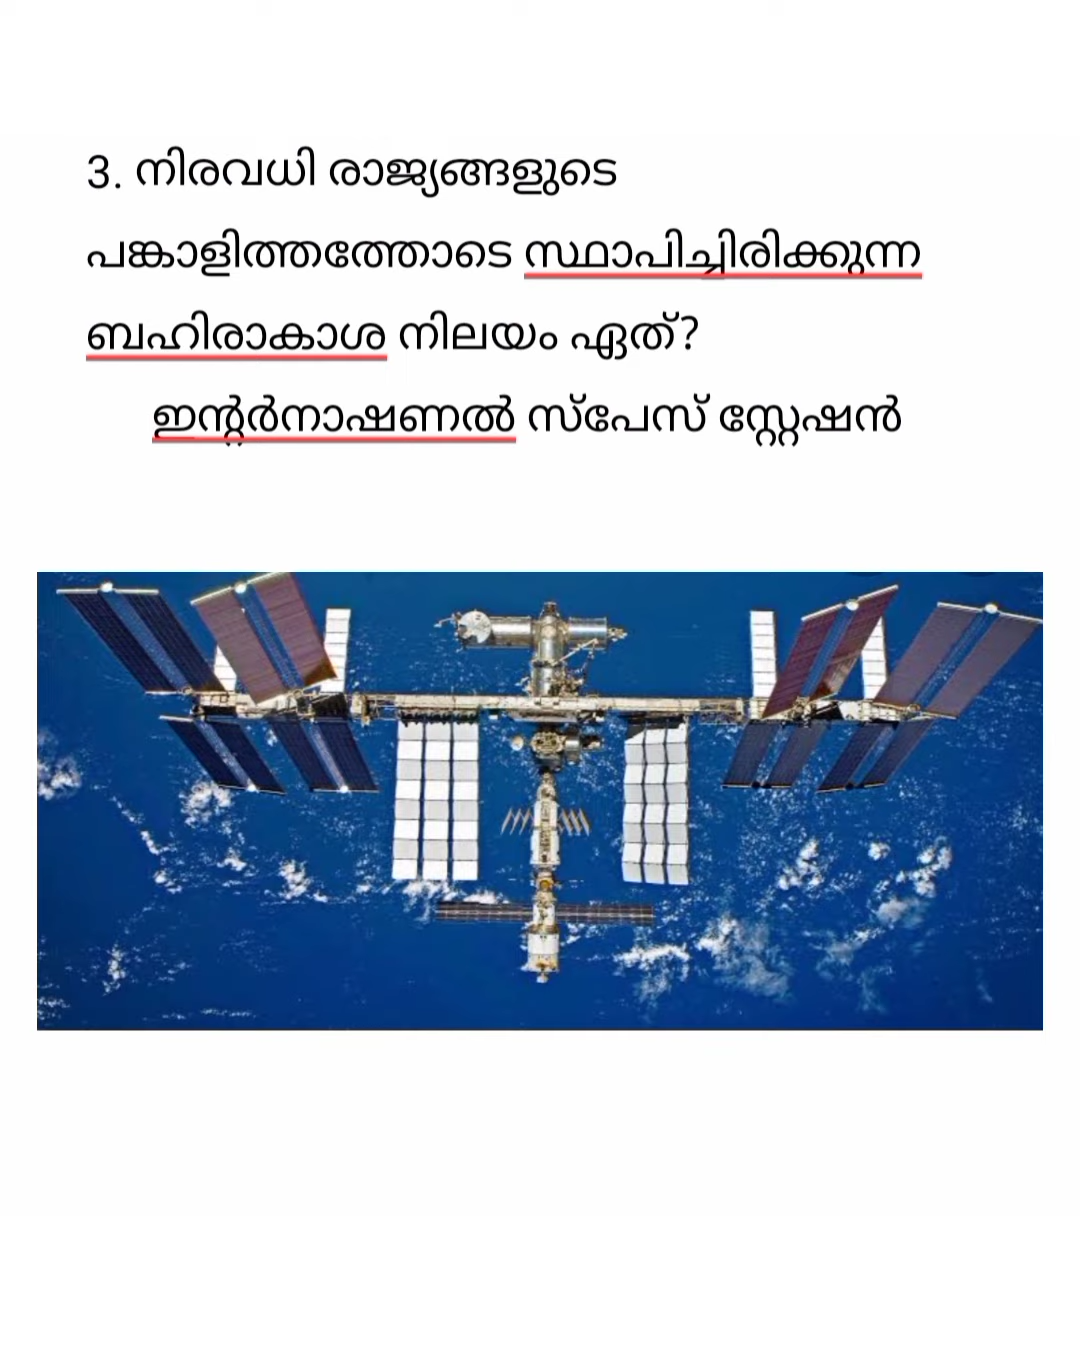 3. നിരവധി രാജ്യങ്ങളുടെ
പങ്കാളിത്തത്തോടെ സ്ഥാപിച്ചിരിക്കുന്ന
ബഹിരാകാശ നിലയം ഏത്?
ഇന്റർനാഷണൽ സ്പേസ് സ്റ്റേഷൻ